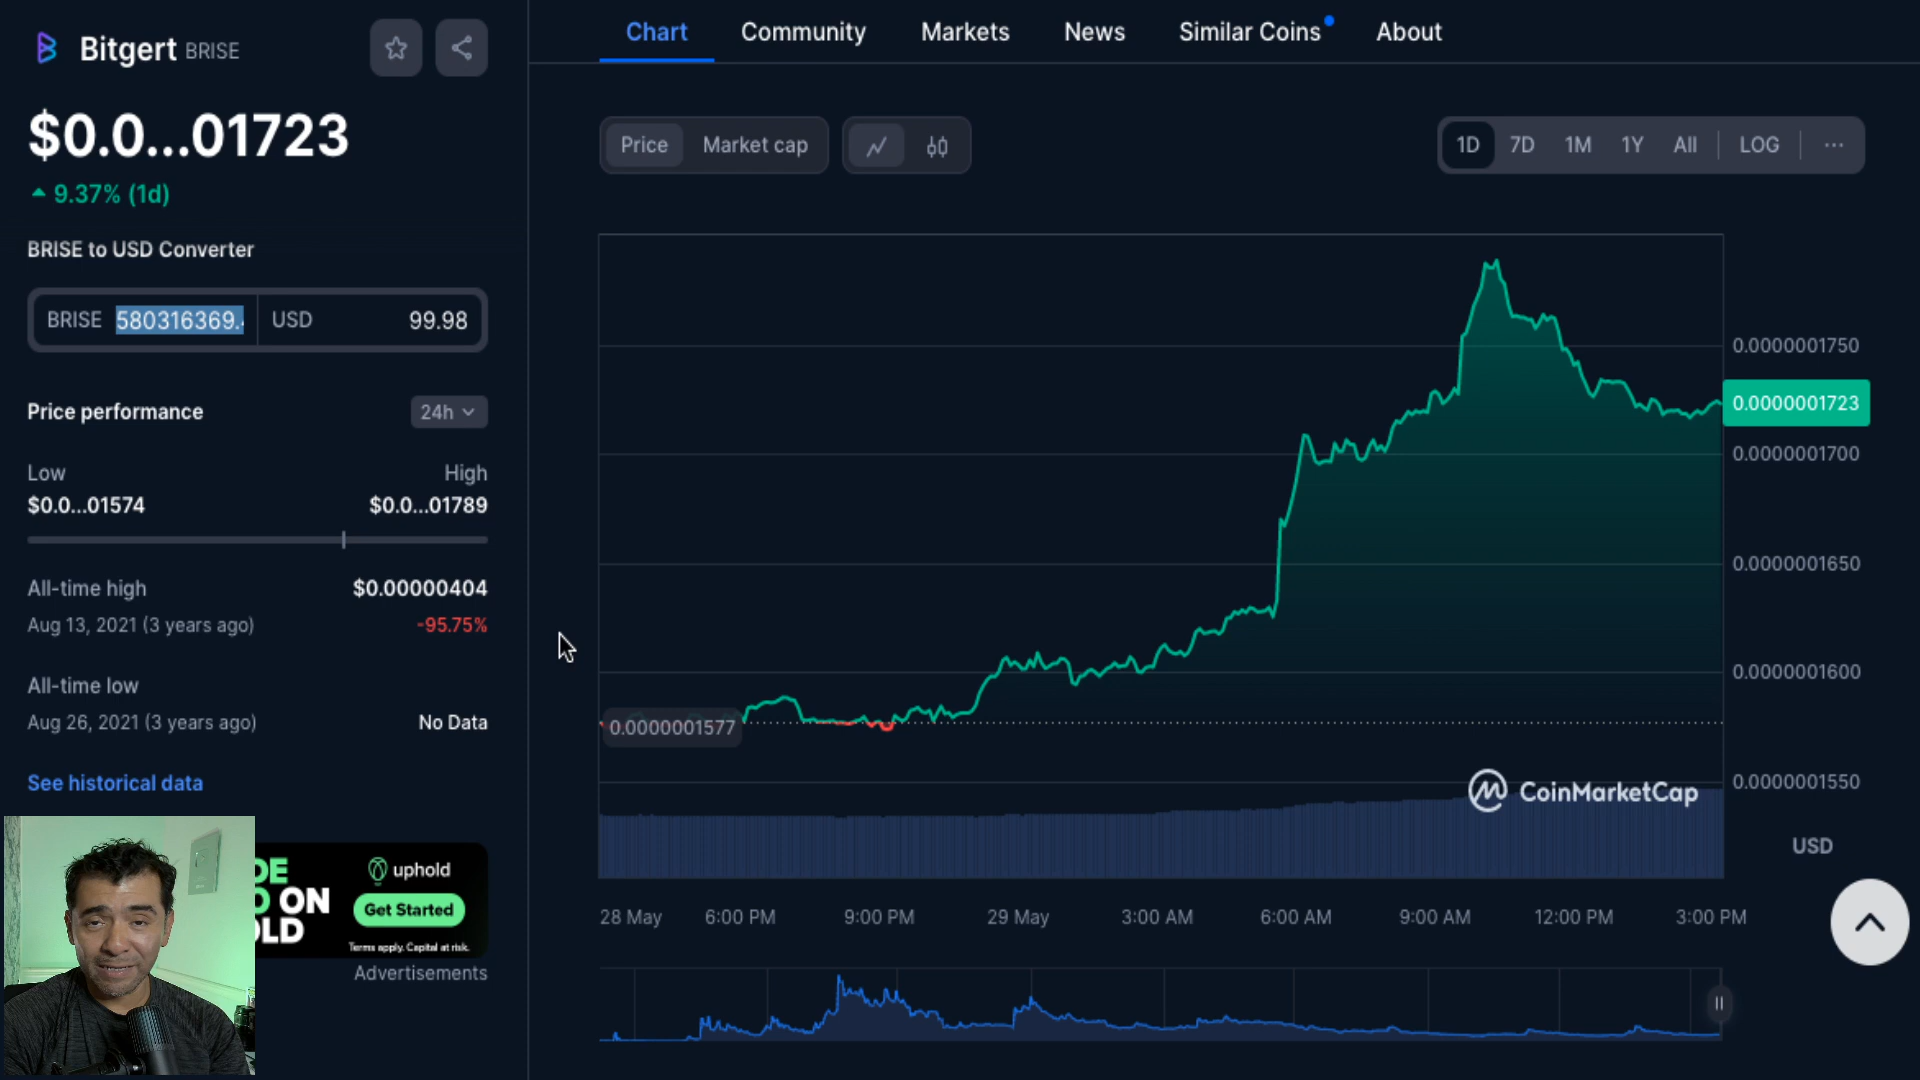 Bitgert BRISE
$0.0...01723
9.37% (1d)
BRISE to USD Converter
BRISE 580316369. USD 99.98
Price performance 24h
Low High
$0.0...01574 $0.0...01789
All-time high $0.00000404
Aug 13, 2021 (3 years ago) -95.75%
All-time low
Aug 26, 2021 (3 years ago) No Data
See historical data
uphold
ON
Get Started
Terms apply. Capital at risk.
Advertisements
Chart Community Markets News Similar Coins About
Price Market cap 1D 7D 1M 1Y All LOG ...
0.0000001750
0.0000001723
0.0000001700
0.0000001650
0.0000001600
0.0000001577
0.0000001550
CoinMarketCap
USD
28 May 6:00 PM 9:00 PM 29 May 3:00 AM 6:00 AM 9:00 AM 12:00 PM 3:00 PM